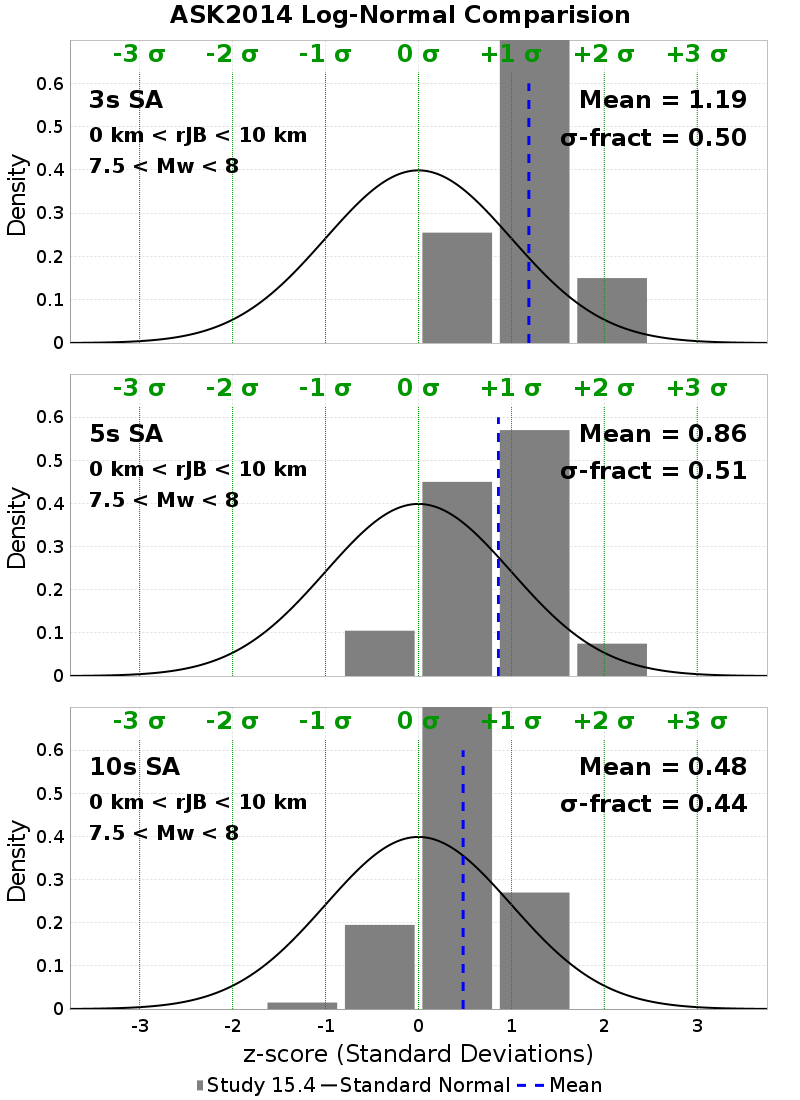 ASK2014 Log-Normal Comparision
-3 σ -2 σ -1 σ 0 σ +1 σ +2 σ +3 σ
3s SA
0 km < rJB < 10 km
7.5 < Mw < 8
Mean = 1.19
σ-fract = 0.50
Density
0.6
0.5
0.4
0.3
0.2
0.1
0
-3 σ -2 σ -1 σ 0 σ +1 σ +2 σ +3 σ
5s SA
0 km < rJB < 10 km
7.5 < Mw < 8
Mean = 0.86
σ-fract = 0.51
Density
0.6
0.5
0.4
0.3
0.2
0.1
0
-3 σ -2 σ -1 σ 0 σ +1 σ +2 σ +3 σ
10s SA
0 km < rJB < 10 km
7.5 < Mw < 8
Mean = 0.48
σ-fract = 0.44
Density
0.6
0.5
0.4
0.3
0.2
0.1
0
-3 -2 -1 0 1 2 3
z-score (Standard Deviations)
Study 15.4 Standard Normal Mean